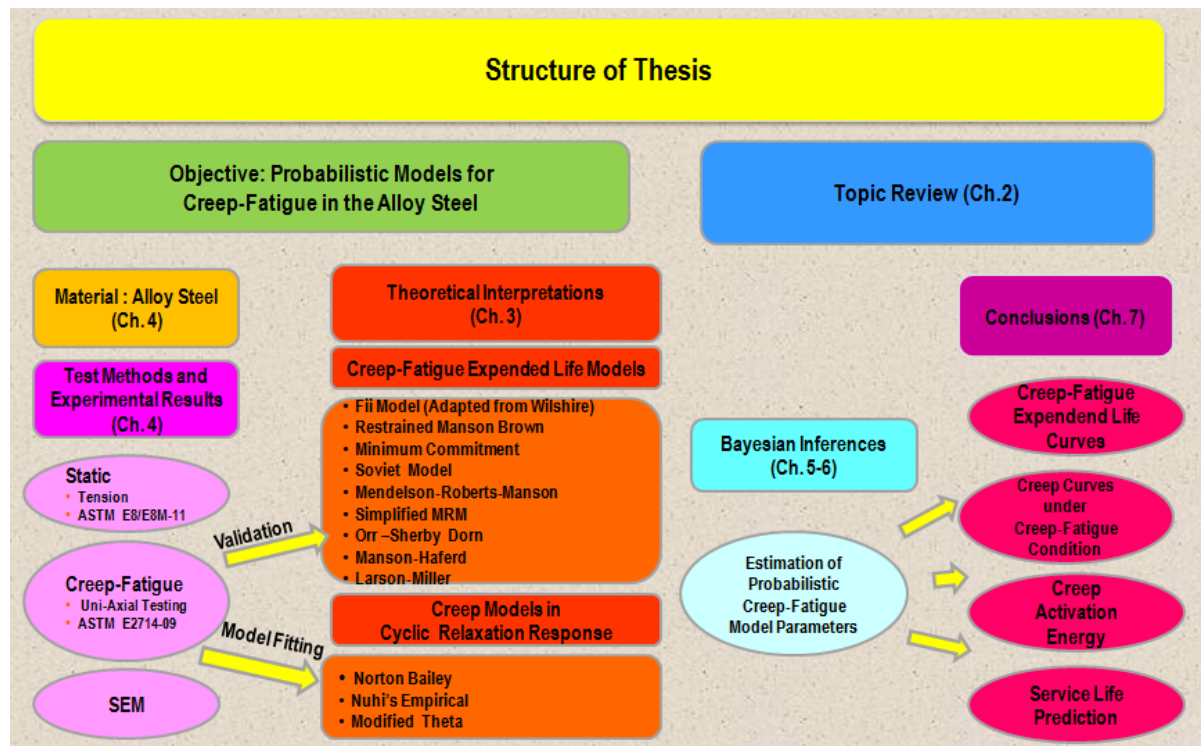 Structure of Thesis
Objective: Probabilistic Models for
Creep-Fatigue in the Alloy Steel
Topic Review (Ch.2)
Material : Alloy Steel
(Ch. 4)
Test Methods and
Experimental Results
(Ch. 4)
Static
• Tension
• ASTM E8/E8M-11
Validation
Creep-Fatigue
• Uni-Axial Testing
• ASTM E2714-09
Model Fitting
SEM
Theoretical Interpretations
(Ch. 3)
Creep-Fatigue Expended Life Models
• Fii Model (Adapted from Wilshire)
• Restrained Manson Brown
• Minimum Commitment
• Soviet Model
• Mendelson-Roberts-Manson
• Simplified MRM
• Orr –Sherby Dorn
• Manson-Haferd
• Larson-Miller
Creep Models in
Cyclic Relaxation Response
• Norton Bailey
• Nuhi's Empirical
• Modified Theta
Bayesian Inferences
(Ch. 5-6)
Estimation of
Probabilistic
Creep-Fatigue
Model Parameters
Conclusions (Ch. 7)
Creep-Fatigue
Expendend Life
Curves
Creep Curves
under
Creep-Fatigue
Condition
Creep
Activation
Energy
Service Life
Prediction